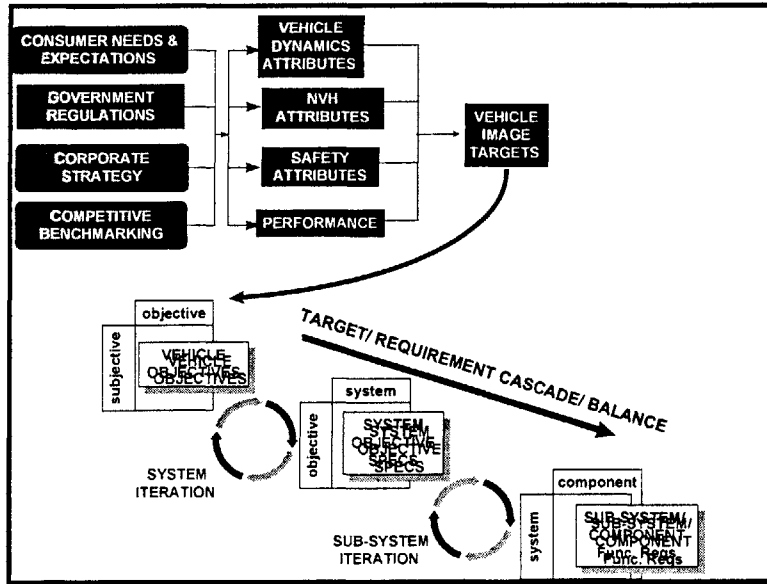 CONSUMER NEEDS &
EXPECTATIONS
GOVERNMENT
REGULATIONS
CORPORATE
STRATEGY
COMPETITIVE
BENCHMARKING
VEHICLE
DYNAMICS
ATTRIBUTES
NVH
ATTRIBUTES
SAFETY
ATTRIBUTES
PERFORMANCE
VEHICLE
IMAGE
TARGETS
TARGET/ REQUIREMENT CASCADE/ BALANCE
objective
subjective
VEHICLE
OBJECTIVES
SYSTEM
ITERATION
system
objective
SYSTEM
OBJECTIVE
SPECS
SUB-SYSTEM
ITERATION
component
system
SUB-SYSTEM/
COMPONENT
Func. Reqs